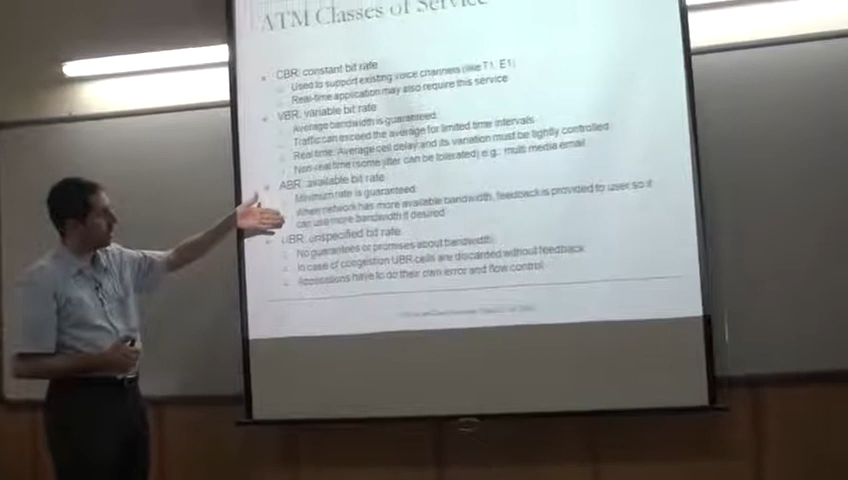 ATM Classes of Service
CBR: constant bit rate
Used to support existing voice channels (like T1, E1)
Real-time application may also require this service
VBR: variable bit rate
Average bandwidth is guaranteed
Traffic can exceed the average for limited time intervals
Real time: Average cell delay and its variation must be tightly controlled
Non-real time (some jitter can be tolerated) e.g.: multi media email
ABR: available bit rate
Minimum rate is guaranteed
When network has more available bandwidth, feedback is provided to user so it
can use more bandwidth if desired
UBR: unspecified bit rate
No guarantees or promises about bandwidth
In case of congestion UBR cells are discarded without feedback
Applications have to do their own error and flow control